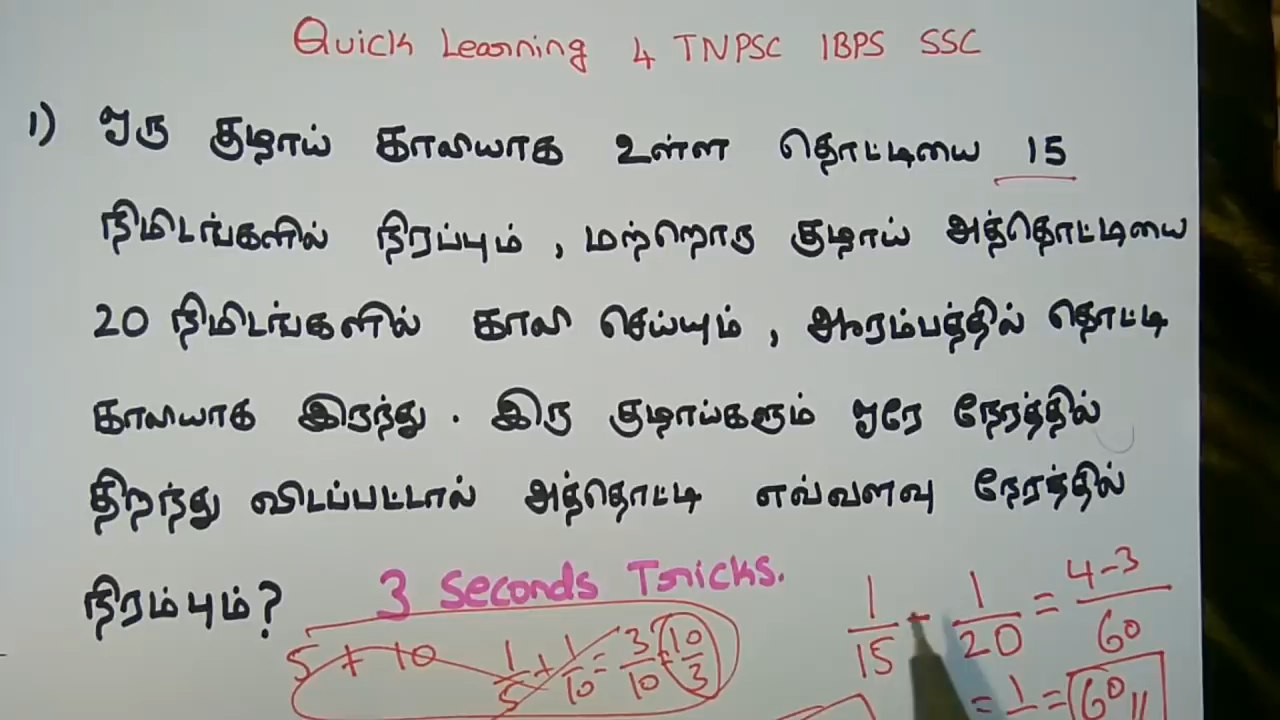 Quick Learning 4 TNPSC IBPS SSC
1) ஒரு குழாய் காலியாக உள்ள தொட்டியை 15
நிமிடங்களில் நிரப்பும் , மற்றொரு குழாய் அத்தொட்டியை
20 நிமிடங்களில் காலி செய்யும் , ஆரம்பத்தில் தொட்டி
காலியாக இருந்து . இரு குழாய்களும் ஒரே நேரத்தில்
திறந்து விடப்பட்டால் அத்தொட்டி எவ்வளவு நேரத்தில்
நிரம்பும் ?
3 Seconds Tricks.
5 + 10 1/5 + 1/10 = 3/10 = 10/3
1/15 - 1/20 = 4-3/60
= 1 = 60 //